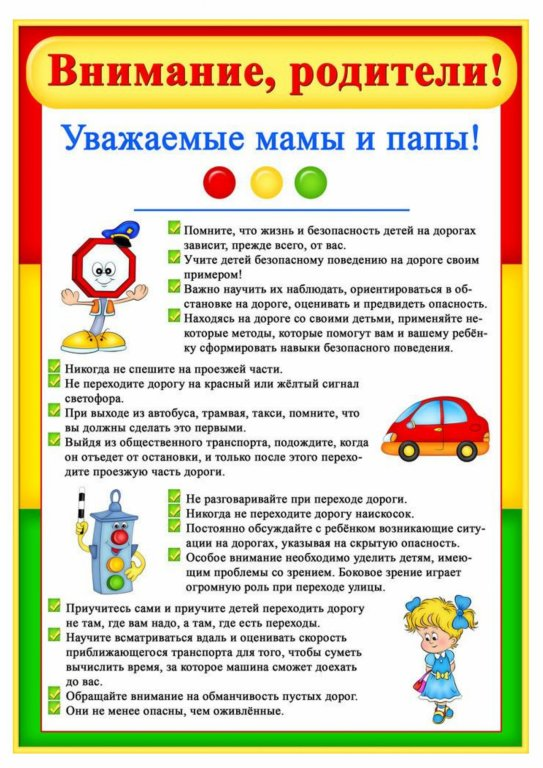 Внимание, родители!
Уважаемые мамы и папы!
Помните, что жизнь и безопасность детей на дорогах
зависит, прежде всего, от вас.
Учите детей безопасному поведению на дороге своим
примером!
Важно научить их наблюдать, ориентироваться в об-
становке на дороге, оценивать и предвидеть опасность.
Находясь на дороге со своими детьми, применяйте не-
которые методы, которые помогут вам и вашему ребён-
ку сформировать навыки безопасного поведения.
Никогда не спешите на проезжей части.
Не переходите дорогу на красный или жёлтый сигнал
светофора.
При выходе из автобуса, трамвая, такси, помните, что
вы должны сделать это первыми.
Выйдя из общественного транспорта, подождите, когда
он отъедет от остановки, и только после этого перехо-
дите проезжую часть дороги.
Не разговаривайте при переходе дороги.
Никогда не переходите дорогу наискосок.
Постоянно обсуждайте с ребёнком возникающие ситу-
ации на дорогах, указывая на скрытую опасность.
Особое внимание необходимо уделить детям, имею-
щим проблемы со зрением. Боковое зрение играет
огромную роль при переходе улицы.
Приучитесь сами и приучите детей переходить дорогу
не там, где вам надо, а там, где есть переходы.
Научите всматриваться вдаль и оценивать скорость
приближающегося транспорта для того, чтобы суметь
вычислить время, за которое машина сможет доехать
до вас.
Обращайте внимание на обманчивость пустых дорог.
Они не менее опасны, чем оживлённые.